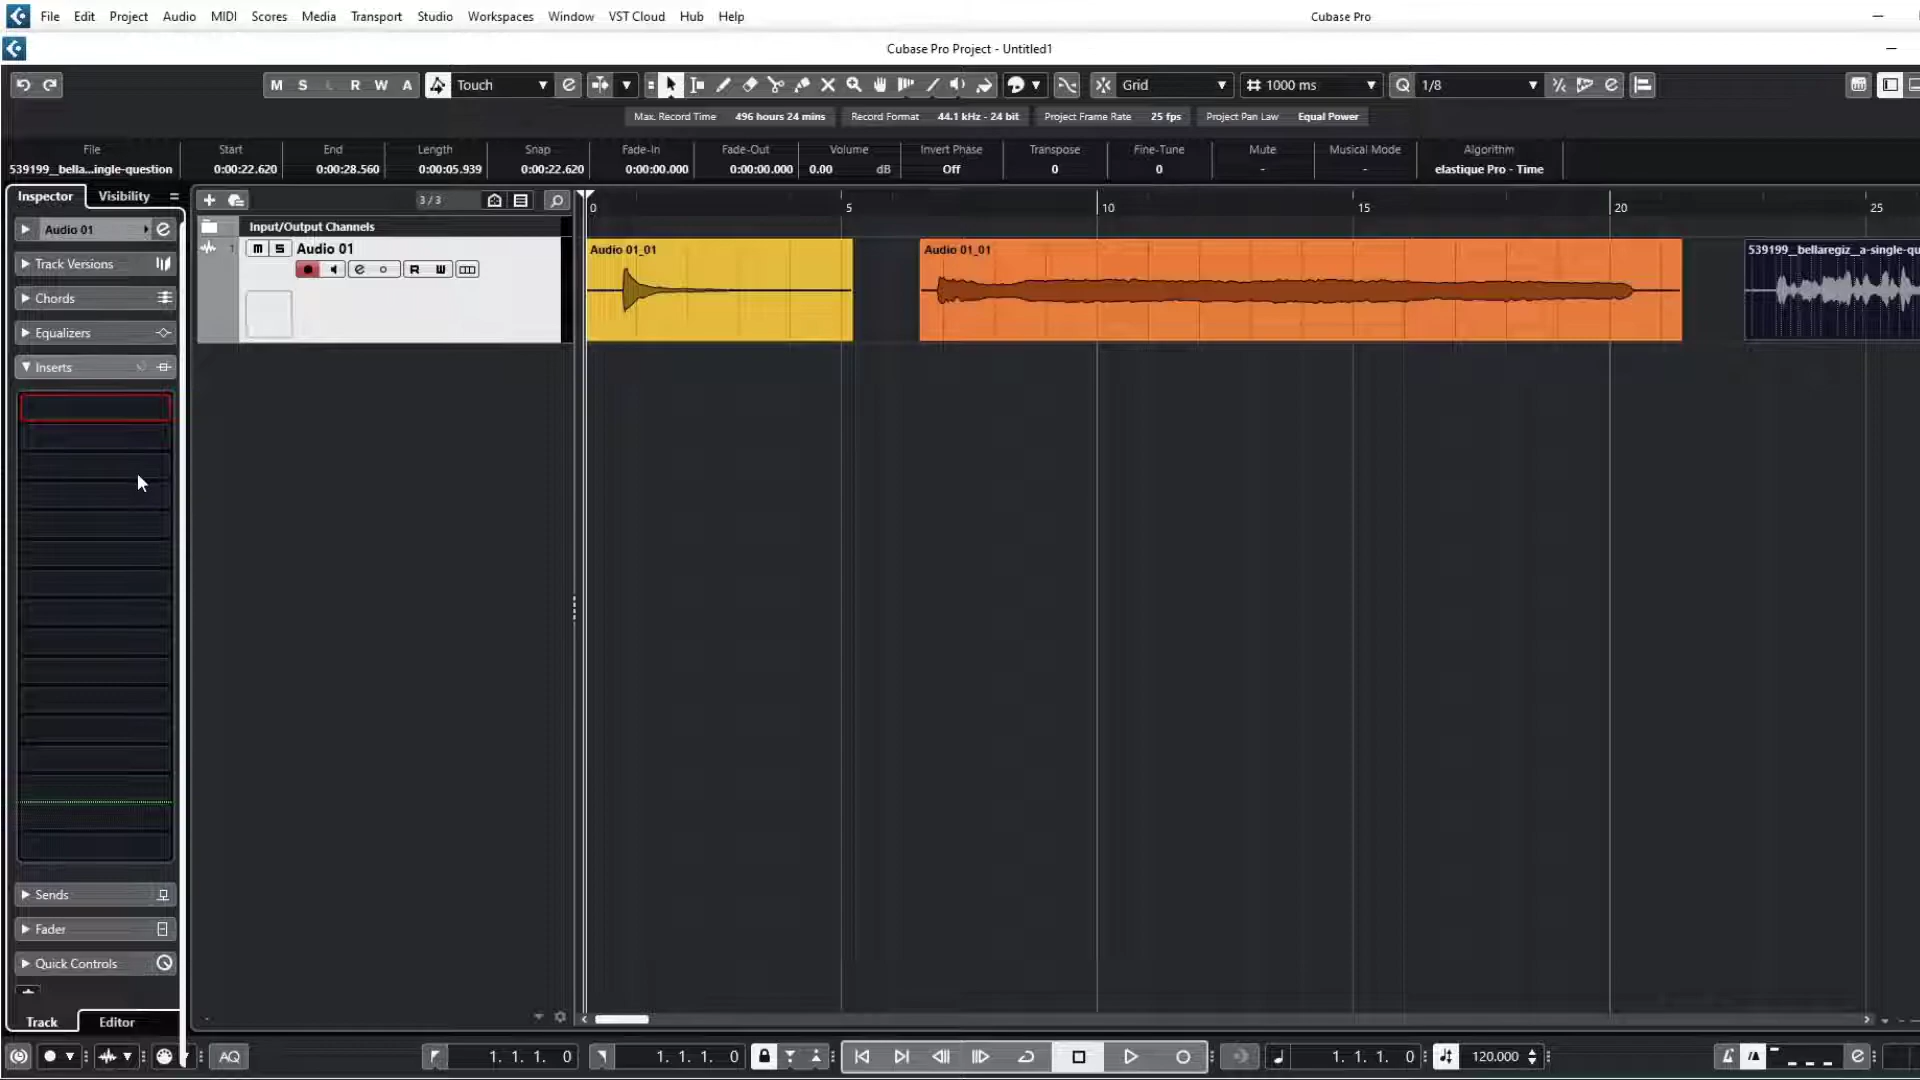 File Edit Project Audio MIDI Scores Media Transport Studio Workspaces Window VST Cloud Hub Help Cubase Pro
Cubase Pro Project - Untitled1
M S L R W A Touch Grid 1000 ms Q 1/8
Max. Record Time 496 hours 24 mins Record Format 44.1 kHz - 24 bit Project Frame Rate 25 fps Project Pan Law Equal Power
File Start End Length Snap Fade-In Fade-Out Volume Invert Phase Transpose Fine-Tune Mute Musical Mode Algorithm
539199_bella...ingle-question 0:00:22.620 0:00:28.560 0:00:05.939 0:00:22.620 0:00:00.000 0:00:00.000 0.00 dB Off 0 0 - - elastique Pro - Time
Inspector Visibility 3 / 3 0 5 10 15 20 25
Audio 01 Input/Output Channels
1 m S Audio 01 Audio 01_01 Audio 01_01 539199_bellaregiz_a-single-qu
R W
Track Versions
Chords
Equalizers
Inserts
Sends
Fader
Quick Controls
Track Editor
AQ 1. 1. 1. 0 1. 1. 1. 0 1. 1. 1. 0 120.000